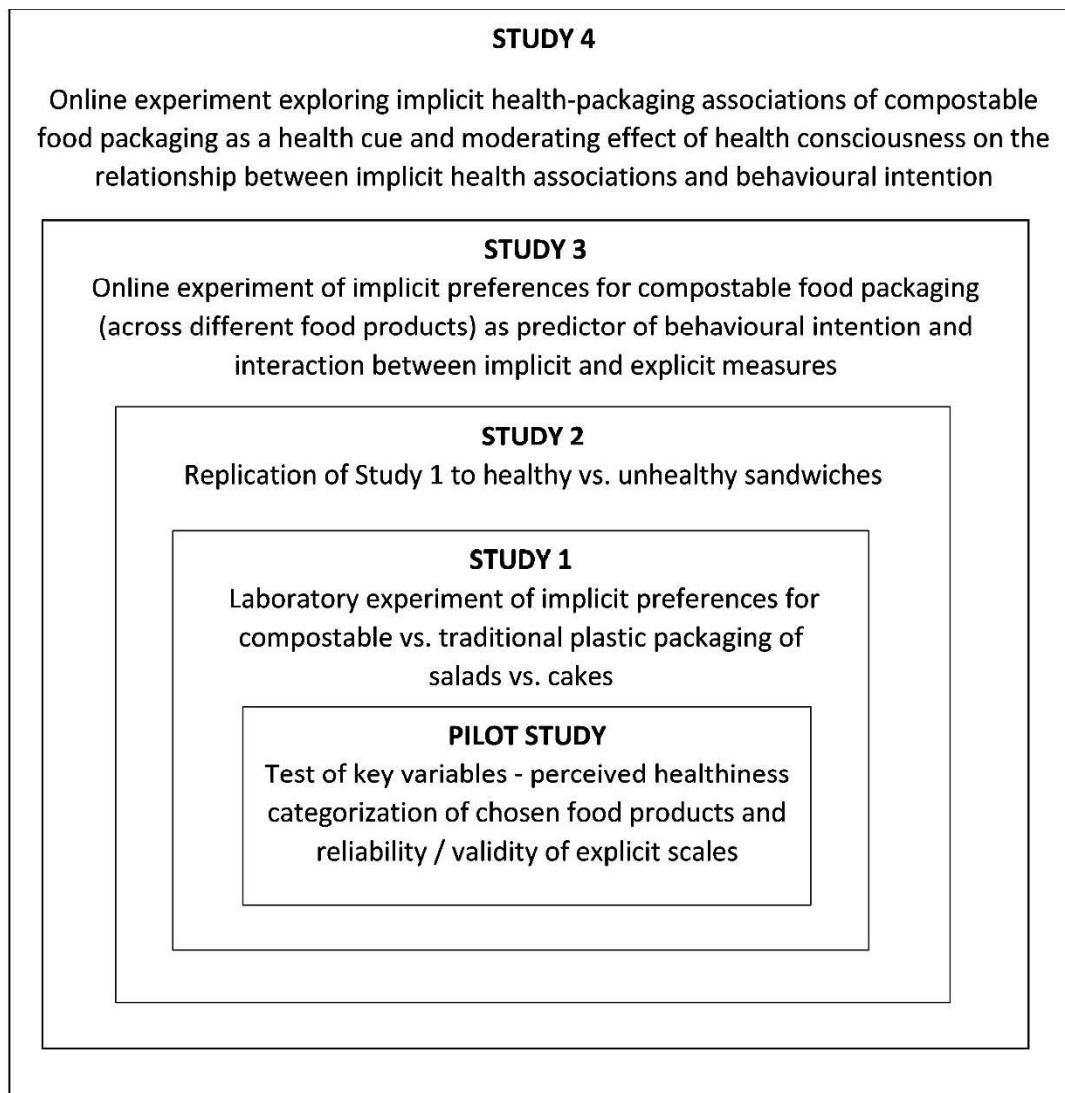 STUDY 4
Online experiment exploring implicit health-packaging associations of compostable
food packaging as a health cue and moderating effect of health consciousness on the
relationship between implicit health associations and behavioural intention
STUDY 3
Online experiment of implicit preferences for compostable food packaging
(across different food products) as predictor of behavioural intention and
interaction between implicit and explicit measures
STUDY 2
Replication of Study 1 to healthy vs. unhealthy sandwiches
STUDY 1
Laboratory experiment of implicit preferences for
compostable vs. traditional plastic packaging of
salads vs. cakes
PILOT STUDY
Test of key variables - perceived healthiness
categorization of chosen food products and
reliability / validity of explicit scales